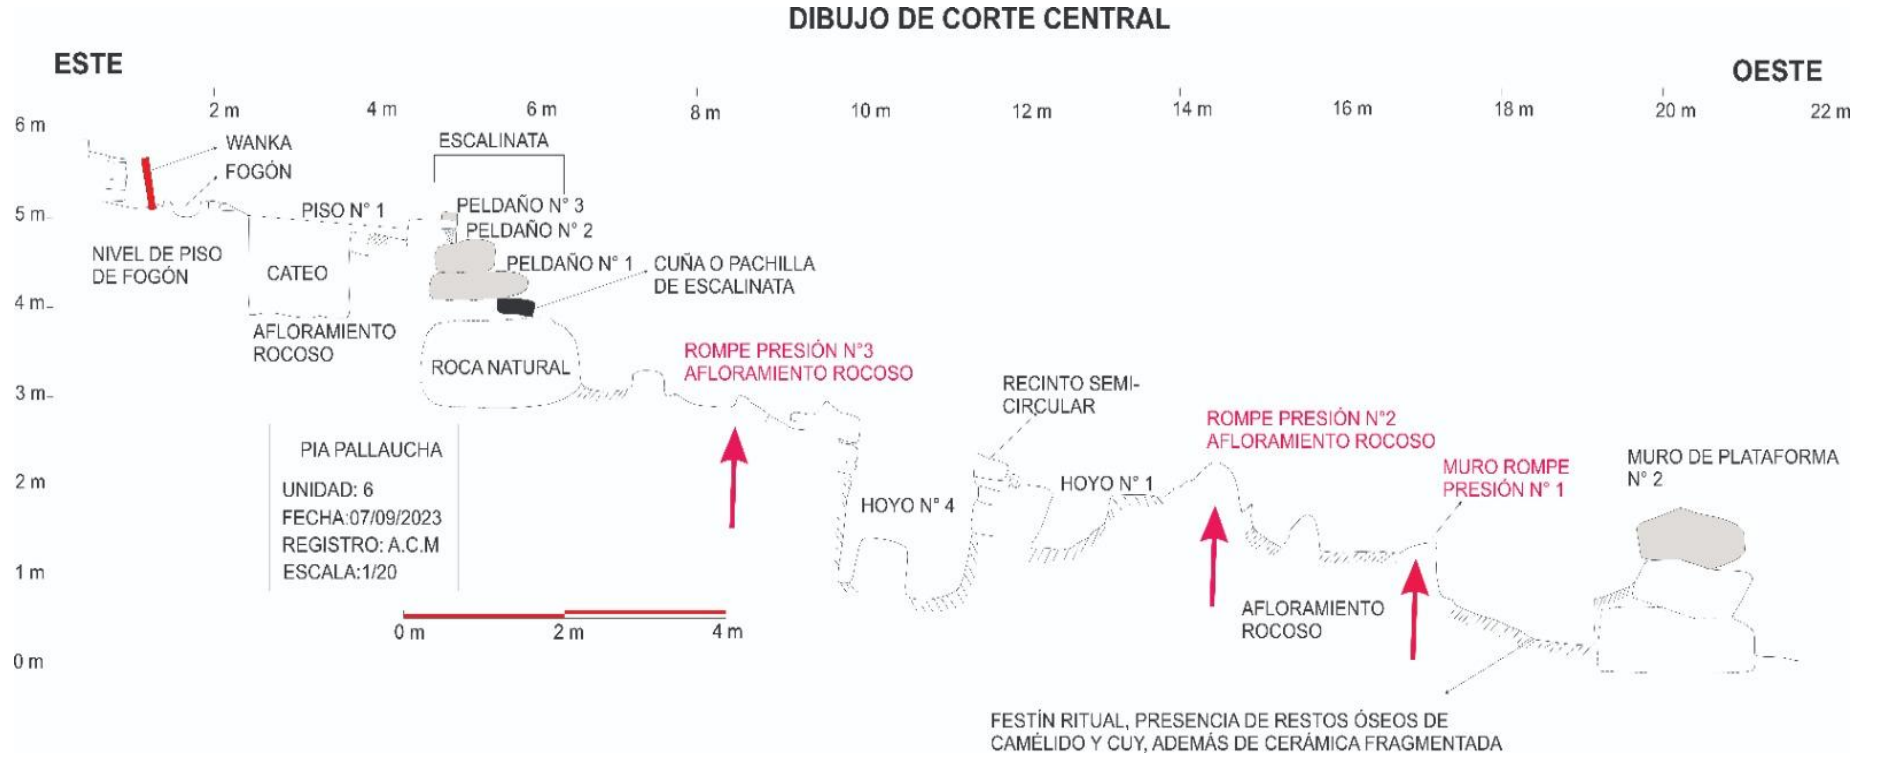 DIBUJO DE CORTE CENTRAL
ESTE
OESTE
2 m
4 m
6 m
8 m
10 m
12 m
14 m
16 m
18 m
20 m
22 m
6 m
5 m
4 m
3 m
2 m
1 m
0 m
WANKA
FOGÓN
NIVEL DE PISO
DE FOGÓN
PISO N° 1
CATEO
AFLORAMIENTO
ROCOSO
ESCALINATA
PELDAÑO N° 3
PELDAÑO N° 2
PELDAÑO N° 1
CUÑA O PACHILLA
DE ESCALINATA
ROCA NATURAL
ROMPE PRESIÓN N°3
AFLORAMIENTO ROCOSO
RECINTO SEMI-
CIRCULAR
HOYO N° 4
HOYO N° 1
ROMPE PRESIÓN N°2
AFLORAMIENTO ROCOSO
MURO ROMPE
PRESIÓN N° 1
MURO DE PLATAFORMA
N° 2
AFLORAMIENTO
ROCOSO
PIA PALLAUCHA
UNIDAD: 6
FECHA:07/09/2023
REGISTRO: A.C.M
ESCALA:1/20
0 m
2 m
4 m
FESTÍN RITUAL, PRESENCIA DE RESTOS ÓSEOS DE
CAMÉLIDO Y CUY, ADEMÁS DE CERÁMICA FRAGMENTADA